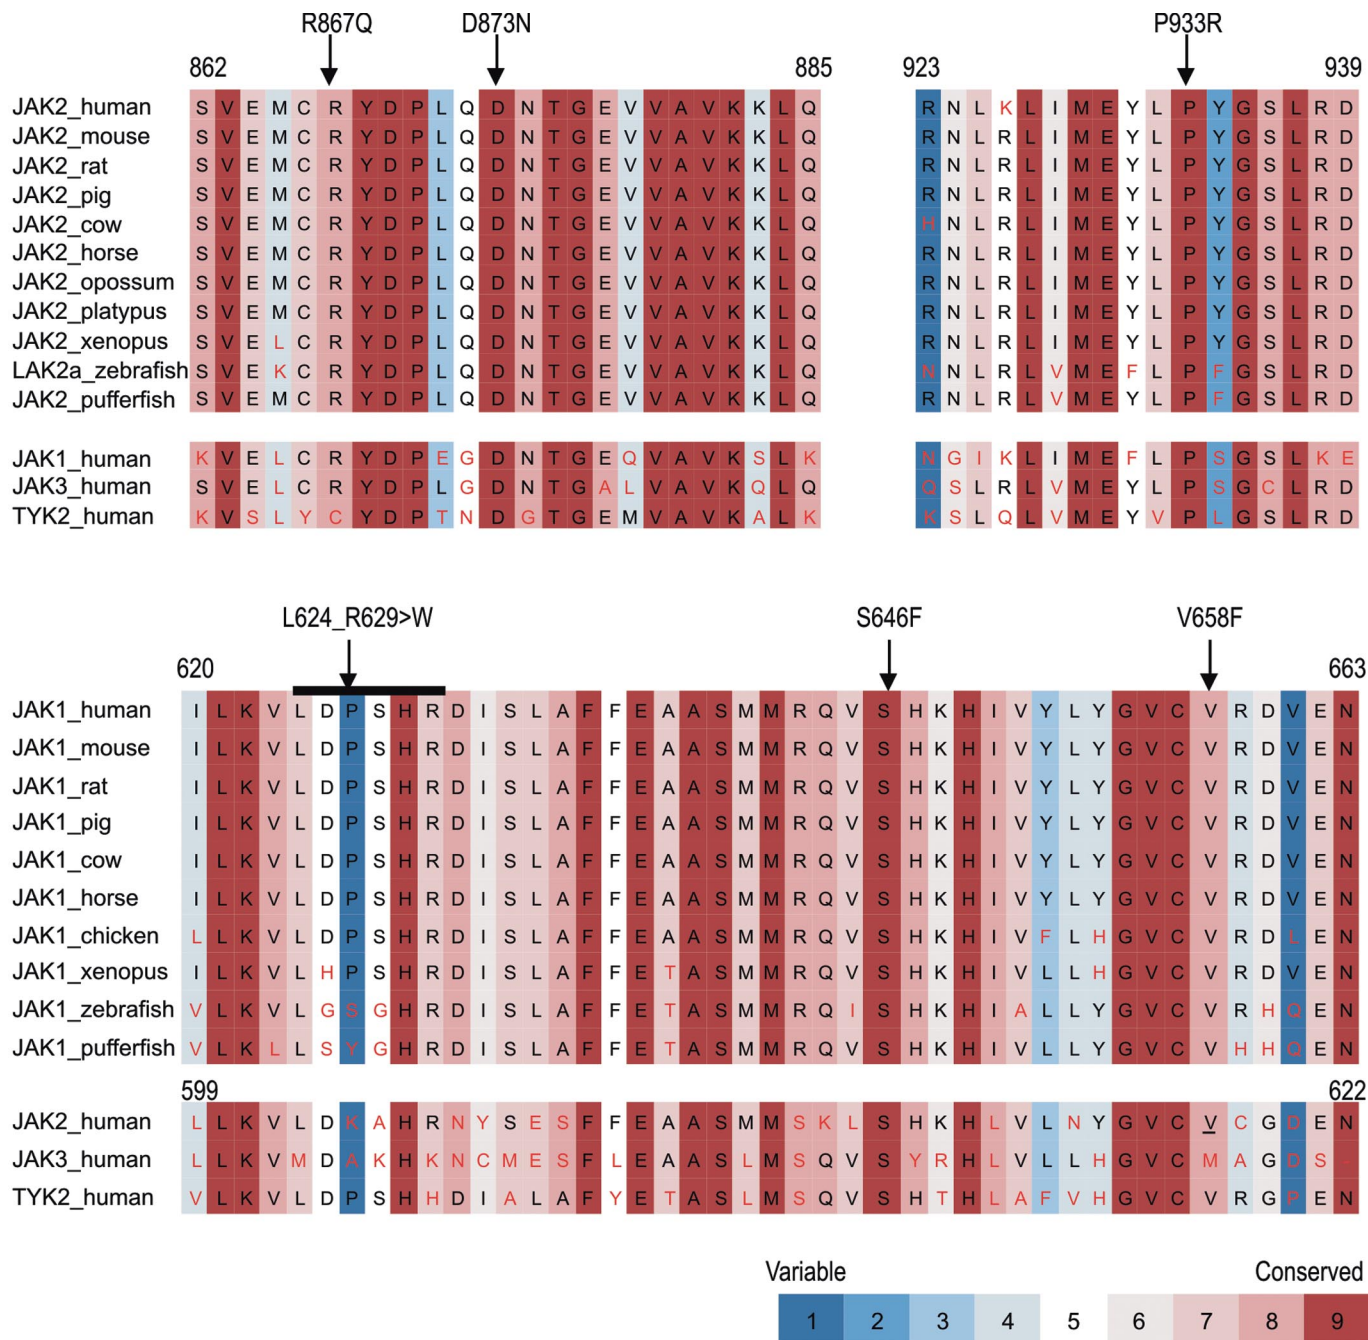 R867Q D873N P933R
862 885 923 939
JAK2_human S V E M C R Y D P L Q D N T G E V V A V K K L Q R N L K L I M E Y L P Y G S L R D
JAK2_mouse S V E M C R Y D P L Q D N T G E V V A V K K L Q R N L R L I M E Y L P Y G S L R D
JAK2_rat S V E M C R Y D P L Q D N T G E V V A V K K L Q R N L R L I M E Y L P Y G S L R D
JAK2_pig S V E M C R Y D P L Q D N T G E V V A V K K L Q R N L R L I M E Y L P Y G S L R D
JAK2_cow S V E M C R Y D P L Q D N T G E V V A V K K L Q H N L R L I M E Y L P Y G S L R D
JAK2_horse S V E M C R Y D P L Q D N T G E V V A V K K L Q R N L R L I M E Y L P Y G S L R D
JAK2_opossum S V E M C R Y D P L Q D N T G E V V A V K K L Q R N L R L I M E Y L P Y G S L R D
JAK2_platypus S V E M C R Y D P L Q D N T G E V V A V K K L Q R N L R L I M E Y L P Y G S L R D
JAK2_xenopus S V E L C R Y D P L Q D N T G E V V A V K K L Q R N L R L I M E Y L P Y G S L R D
LAK2a_zebrafish S V E K C R Y D P L Q D N T G E V V A V K K L Q N N L R L V M E F L P F G S L R D
JAK2_pufferfish S V E M C R Y D P L Q D N T G E V V A V K K L Q R N L R L V M E Y L P F G S L R D
JAK1_human K V E L C R Y D P E G D N T G E Q V A V K S L K N G I K L I M E F L P S G S L K E
JAK3_human S V E L C R Y D P L G D N T G A L V A V K Q L Q Q S L R L V M E Y L P S G C L R D
TYK2_human K V S L Y C Y D P T N D G T G E M V A V K A L K K S L Q L V M E Y V P L G S L R D
L624_R629>W S646F V658F
620 663
JAK1_human I L K V L D P S H R D I S L A F F E A A S M M R Q V S H K H I V Y L Y G V C V R D V E N
JAK1_mouse I L K V L D P S H R D I S L A F F E A A S M M R Q V S H K H I V Y L Y G V C V R D V E N
JAK1_rat I L K V L D P S H R D I S L A F F E A A S M M R Q V S H K H I V Y L Y G V C V R D V E N
JAK1_pig I L K V L D P S H R D I S L A F F E A A S M M R Q V S H K H I V Y L Y G V C V R D V E N
JAK1_cow I L K V L D P S H R D I S L A F F E A A S M M R Q V S H K H I V Y L Y G V C V R D V E N
JAK1_horse I L K V L D P S H R D I S L A F F E A A S M M R Q V S H K H I V Y L Y G V C V R D V E N
JAK1_chicken L L K V L D P S H R D I S L A F F E A A S M M R Q V S H K H I V F L H G V C V R D L E N
JAK1_xenopus I L K V L H P S H R D I S L A F F E T A S M M R Q V S H K H I V L L H G V C V R D V E N
JAK1_zebrafish V L K V L G S G H R D I S L A F F E T A S M M R Q I S H K H I A L L Y G V C V R H Q E N
JAK1_pufferfish V L K L L S Y G H R D I S L A F F E T A S M M R Q V S H K H I V L L Y G V C V H H Q E N
599 622
JAK2_human L L K V L D K A H R N Y S E S F F E A A S M M S K L S H K H L V L N Y G V C V C G D E N
JAK3_human L L K V M D A K H K N C M E S F L E A A S L M S Q V S Y R H L V L L H G V C M A G D S -
TYK2_human V L K V L D P S H H D I A L A F Y E T A S L M S Q V S H T H L A F V H G V C V R G P E N
Variable Conserved
1 2 3 4 5 6 7 8 9